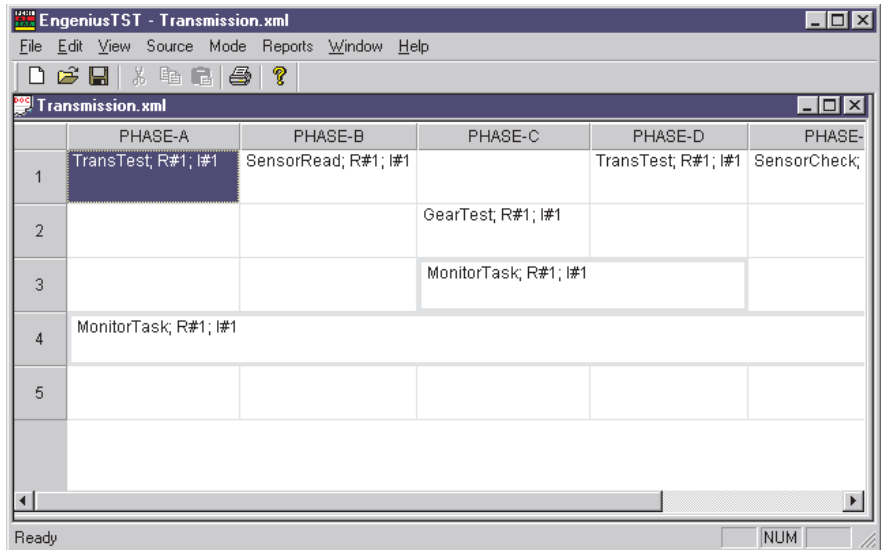 EngeniusTST - Transmission.xml
File Edit View Source Mode Reports Window Help
Transmission.xml
PHASE-A PHASE-B PHASE-C PHASE-D PHASE-
1 TransTest; R#1; I#1 SensorRead; R#1; I#1 TransTest; R#1; I#1 SensorCheck;
2 GearTest; R#1; I#1
3 MonitorTask; R#1; I#1
4 MonitorTask; R#1; I#1
5
Ready NUM